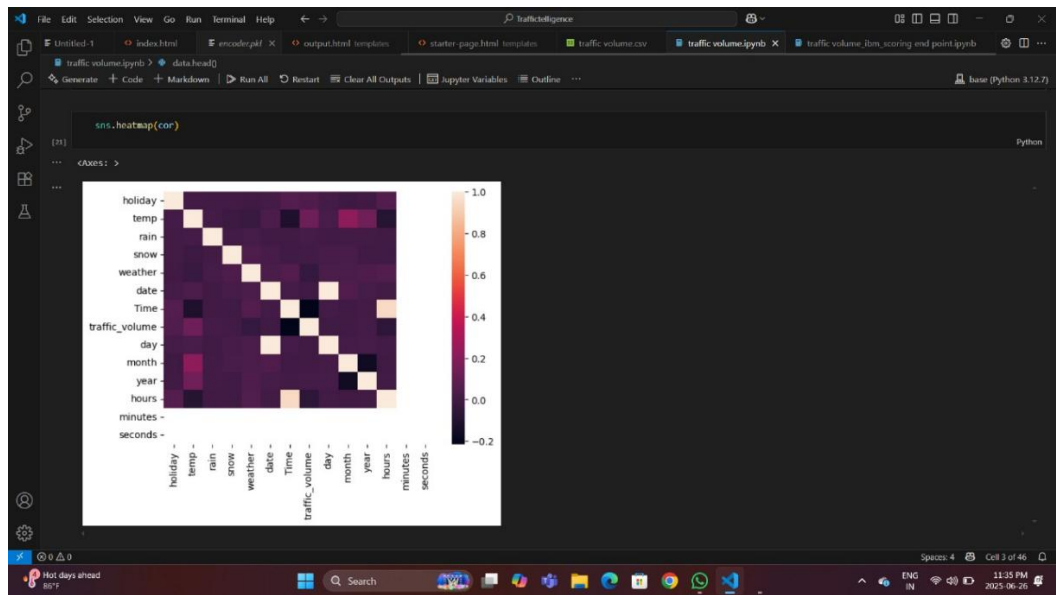 File Edit Selection View Go Run Terminal Help
Traffictelligence
Untitled-1 index.html encoder.pkl output.html templates starter-page.html templates traffic volume.csv traffic volume.ipynb traffic volume_ibm_scoring end point.ipynb
traffic volume.ipynb > data.head()
Generate + Code + Markdown Run All Restart Clear All Outputs Jupyter Variables Outline ...
base (Python 3.12.7)
sns.heatmap(cor)
[21]
Python
<Axes: >
holiday
temp
rain
snow
weather
date
Time
traffic_volume
day
month
year
hours
minutes
seconds
holiday
temp
rain
snow
weather
date
Time
traffic_volume
day
month
year
hours
minutes
seconds
1.0
0.8
0.6
0.4
0.2
0.0
−0.2
0 0
Spaces: 4 Cell 3 of 46
4
Hot days ahead
86°F
Search
ENG
IN
11:35 PM
2025-06-26